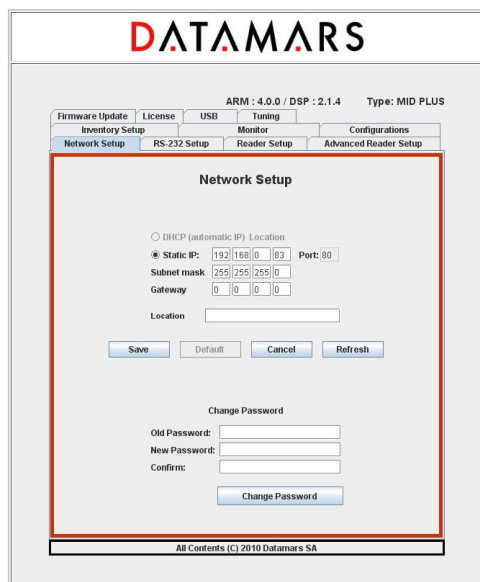 DATAMARS
ARM : 4.0.0 / DSP : 2.1.4 Type: MID PLUS
Firmware Update License USB Tuning
Inventory Setup Monitor Configurations
Network Setup RS-232 Setup Reader Setup Advanced Reader Setup
Network Setup
DHCP (automatic IP) Location
Static IP: 192 168 0 83 Port: 80
Subnet mask 255 255 255 0
Gateway 0 0 0 0
Location
Save Default Cancel Refresh
Change Password
Old Password:
New Password:
Confirm:
Change Password
All Contents (C) 2010 Datamars SA